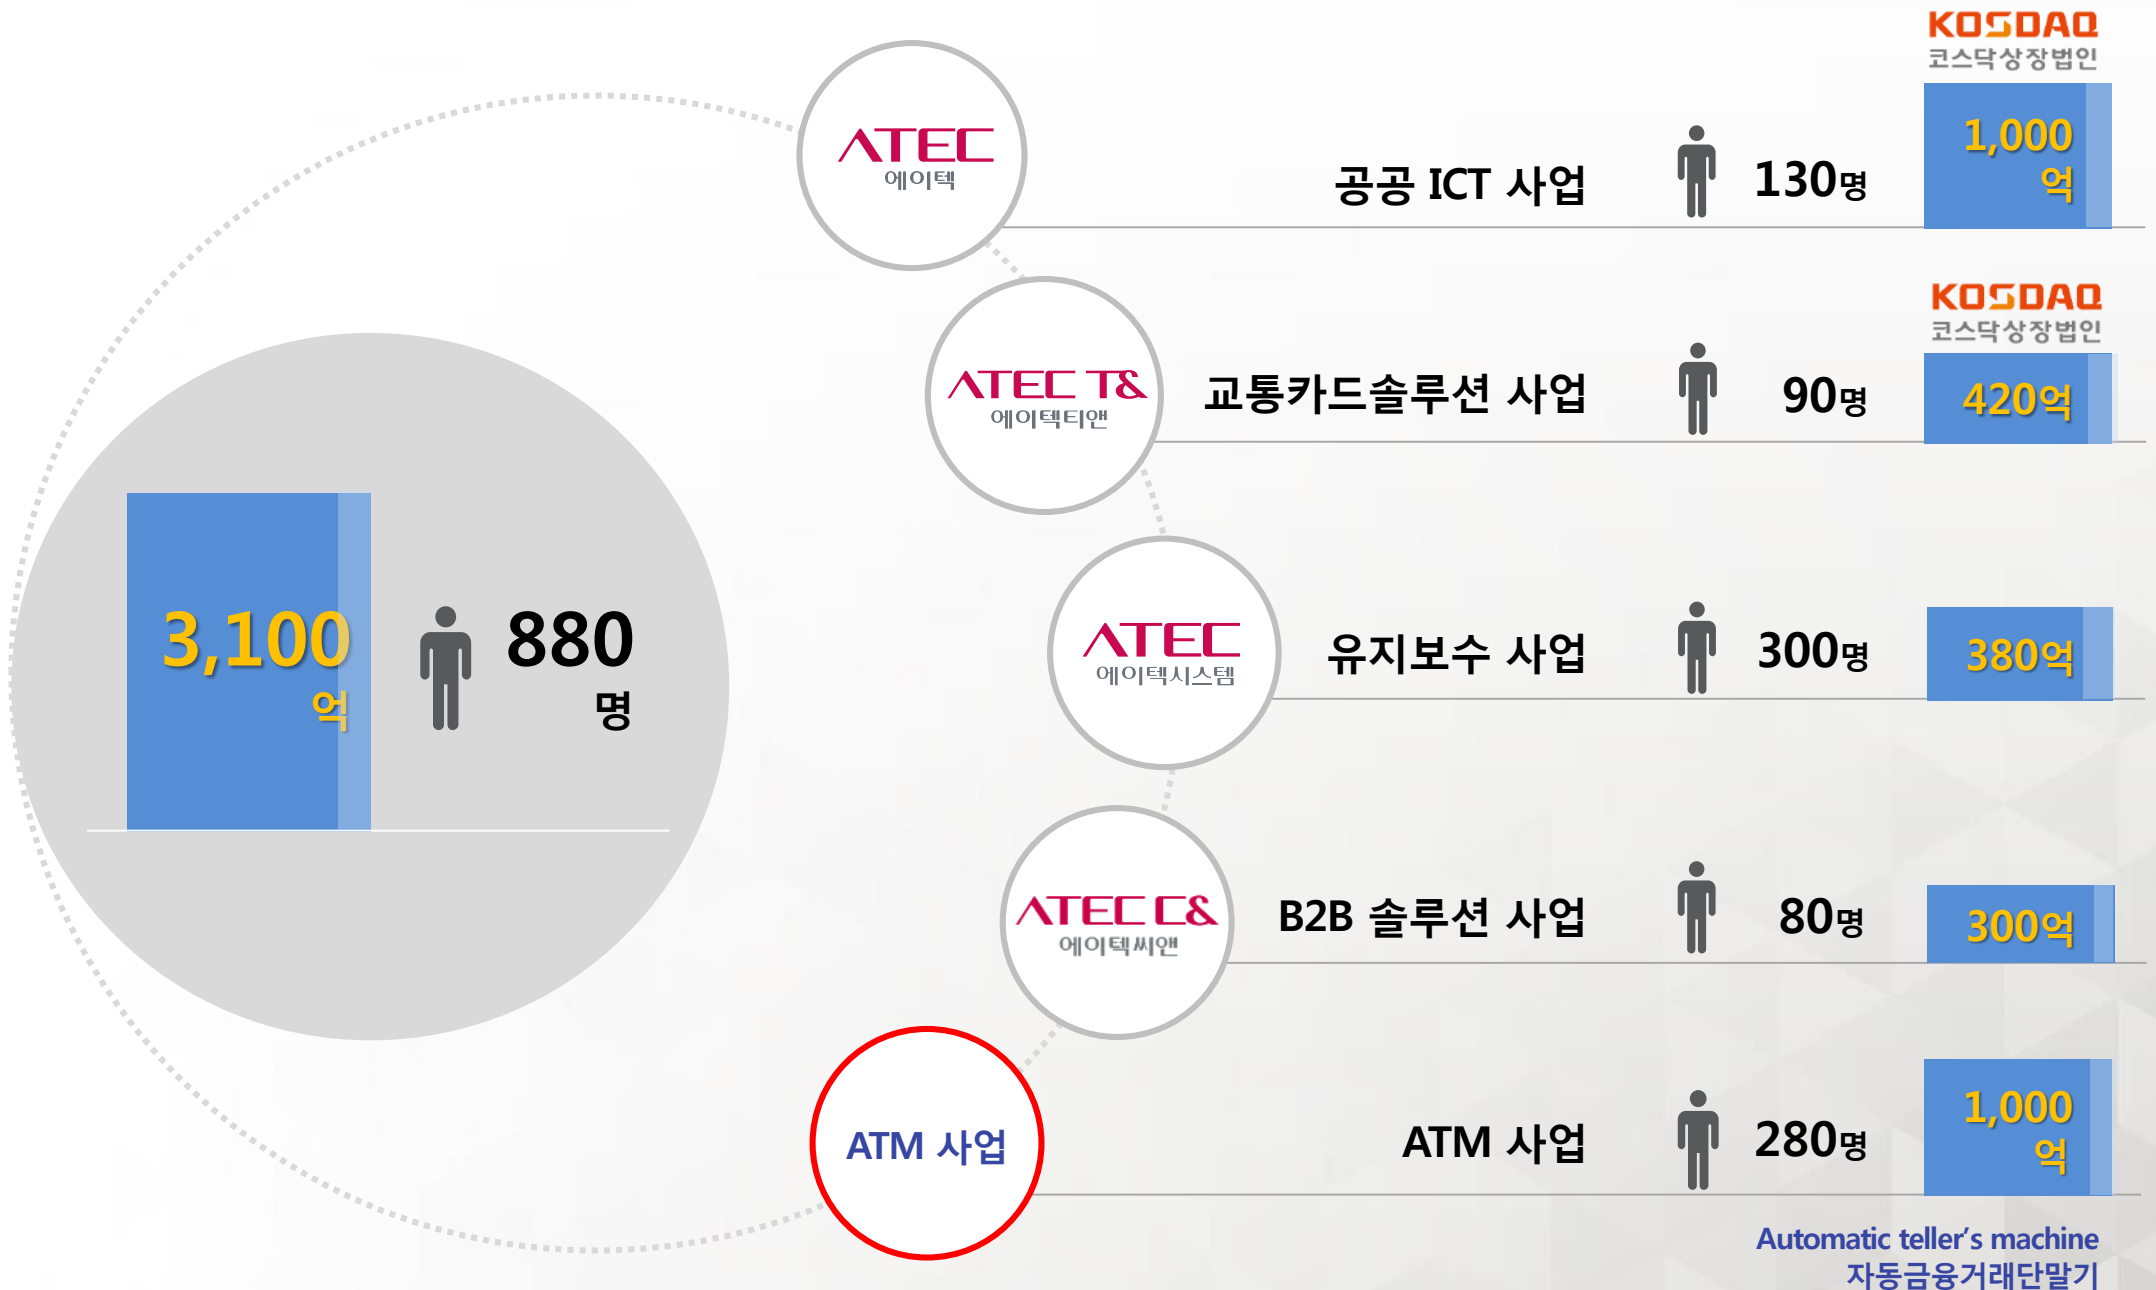 KOSDAQ
코스닥상장법인
ATEC
에이텍
공공 ICT 사업
130명
1,000
억
KOSDAQ
코스닥상장법인
ATEC T&
에이텍티앤
교통카드솔루션 사업
90명
420억
3,100
억
880
명
ATEC
에이텍시스템
유지보수 사업
300명
380억
ATEC C&
에이텍씨앤
B2B 솔루션 사업
80명
300억
ATM 사업
ATM 사업
280명
1,000
억
Automatic teller's machine
자동금융거래단말기